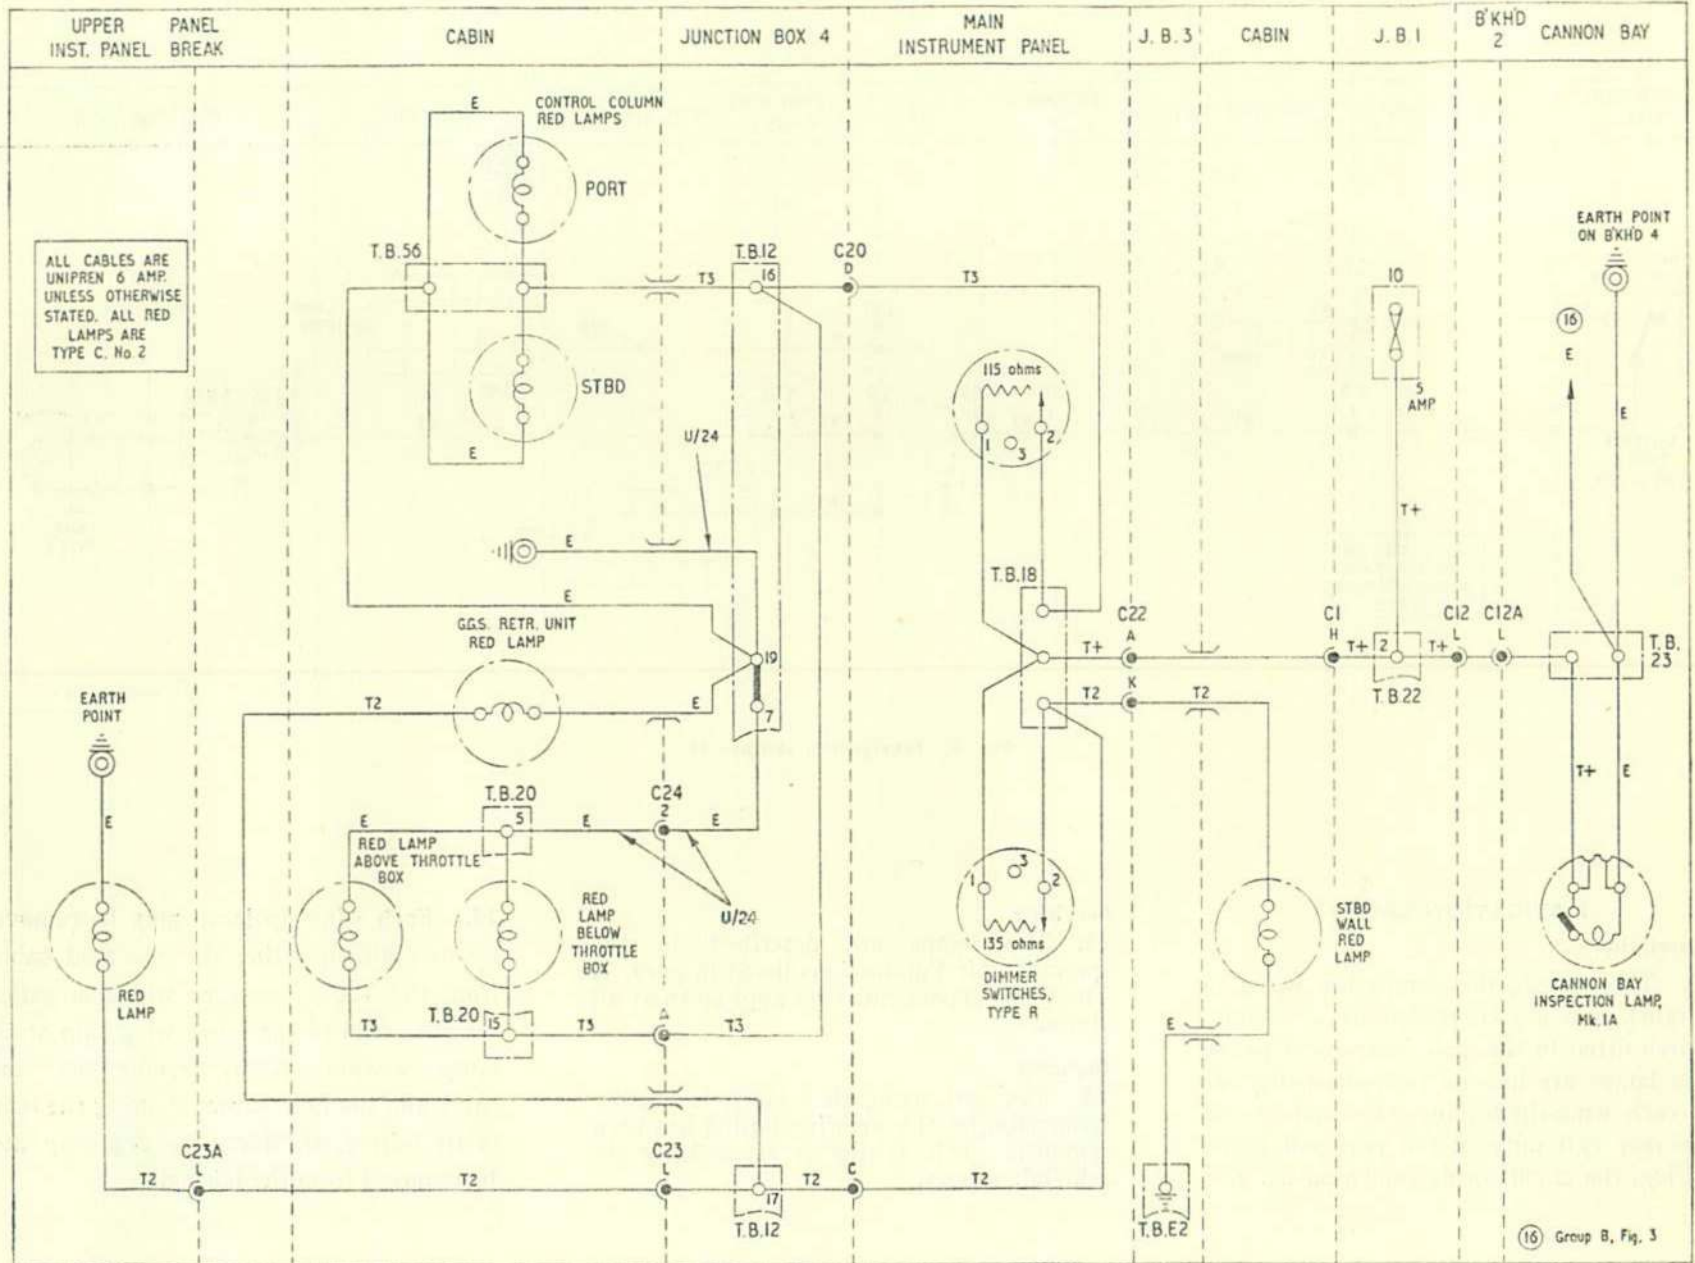 UPPER PANEL
INST. PANEL BREAK
CABIN
JUNCTION BOX 4
MAIN
INSTRUMENT PANEL
J. B. 3
CABIN
J. B. 1
B'KH'D
2
CANNON BAY
ALL CABLES ARE
UNIPREN 6 AMP.
UNLESS OTHERWISE
STATED. ALL RED
LAMPS ARE
TYPE C. No. 2
E
CONTROL COLUMN
RED LAMPS
PORT
T.B.56
T.B.12
16
T3
C20
D
T3
STBD
E
U/24
E
E
G.G.S. RETR. UNIT
RED LAMP
T2
E
19
7
EARTH
POINT
E
RED
LAMP
T.B.20
5
E
E
C24
2
E
RED LAMP
ABOVE THROTTLE
BOX
RED
LAMP
BELOW
THROTTLE
BOX
U/24
T3
T.B.20
15
T3
A
T3
C23A
L
T2
T2
C23
L
17
T.B.12
T2
C
T2
115 ohms
1
3
2
T.B.18
C22
A
T+
K
T2
T2
1
3
2
135 ohms
DIMMER
SWITCHES,
TYPE R
STBD
WALL
RED
LAMP
E
T.B.E2
10
5
AMP
T+
C1
H
T+
2
T+
T.B.22
C12
L
C12A
L
EARTH POINT
ON B'KH'D 4
16
E
E
T.B.
23
T+
E
CANNON BAY
INSPECTION LAMP,
Mk.1A
16 Group B, Fig. 3